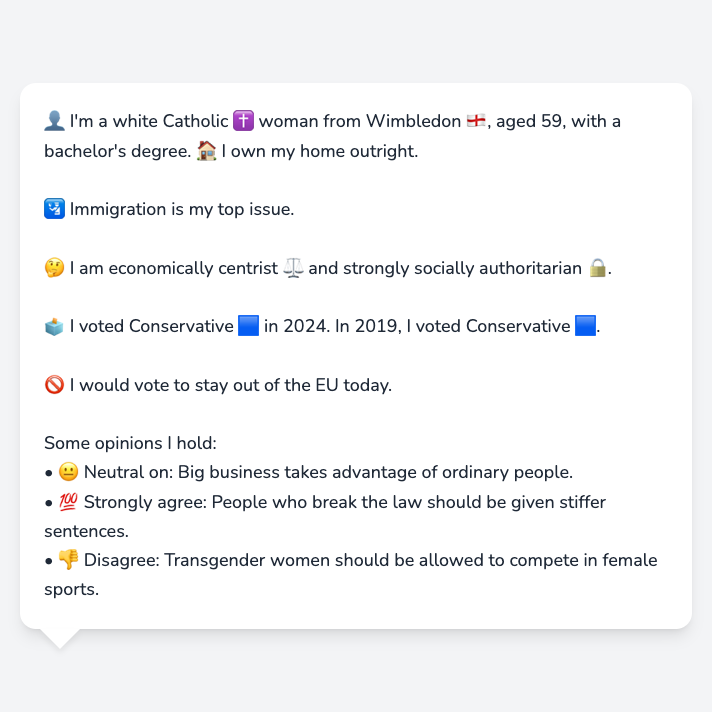 👤 I'm a white Catholic ✝️ woman from Wimbledon 🏴󠁧󠁢󠁥󠁮󠁧󠁿, aged 59, with a
bachelor's degree. 🏠 I own my home outright.
🛂 Immigration is my top issue.
🤔 I am economically centrist ⚖️ and strongly socially authoritarian 🔒.
🗳️ I voted Conservative 🟦 in 2024. In 2019, I voted Conservative 🟦.
🚫 I would vote to stay out of the EU today.
Some opinions I hold:
• 😐 Neutral on: Big business takes advantage of ordinary people.
• 💯 Strongly agree: People who break the law should be given stiffer
sentences.
• 👎 Disagree: Transgender women should be allowed to compete in female
sports.